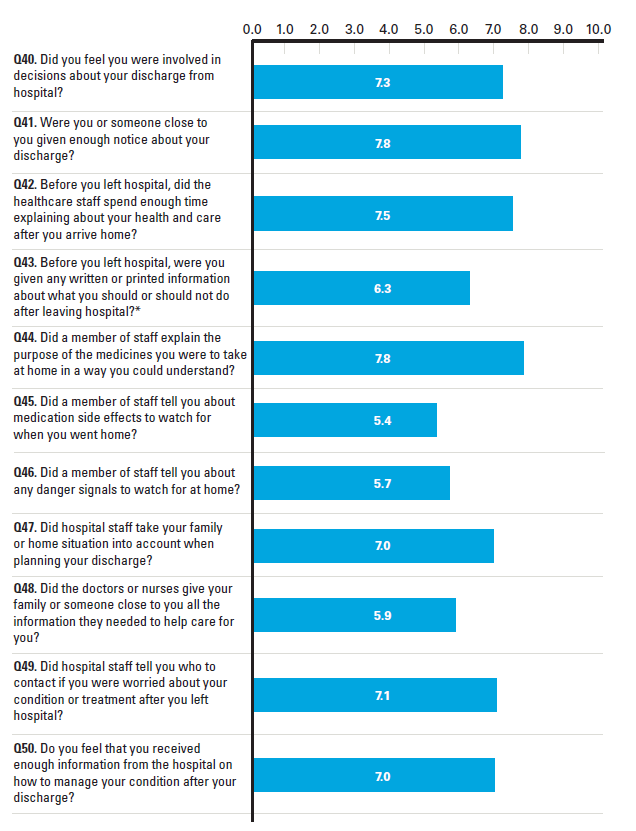 0.0 1.0 2.0 3.0 4.0 5.0 6.0 7.0 8.0 9.0 10.0
Q40. Did you feel you were involved in
decisions about your discharge from
hospital?
7.3
Q41. Were you or someone close to
you given enough notice about your
discharge?
7.8
Q42. Before you left hospital, did the
healthcare staff spend enough time
explaining about your health and care
after you arrive home?
7.5
Q43. Before you left hospital, were you
given any written or printed information
about what you should or should not do
after leaving hospital?*
6.3
Q44. Did a member of staff explain the
purpose of the medicines you were to take
at home in a way you could understand?
7.8
Q45. Did a member of staff tell you about
medication side effects to watch for
when you went home?
5.4
Q46. Did a member of staff tell you about
any danger signals to watch for at home?
5.7
Q47. Did hospital staff take your family
or home situation into account when
planning your discharge?
7.0
Q48. Did the doctors or nurses give your
family or someone close to you all the
information they needed to help care for
you?
5.9
Q49. Did hospital staff tell you who to
contact if you were worried about your
condition or treatment after you left
hospital?
7.1
Q50. Do you feel that you received
enough information from the hospital on
how to manage your condition after your
discharge?
7.0